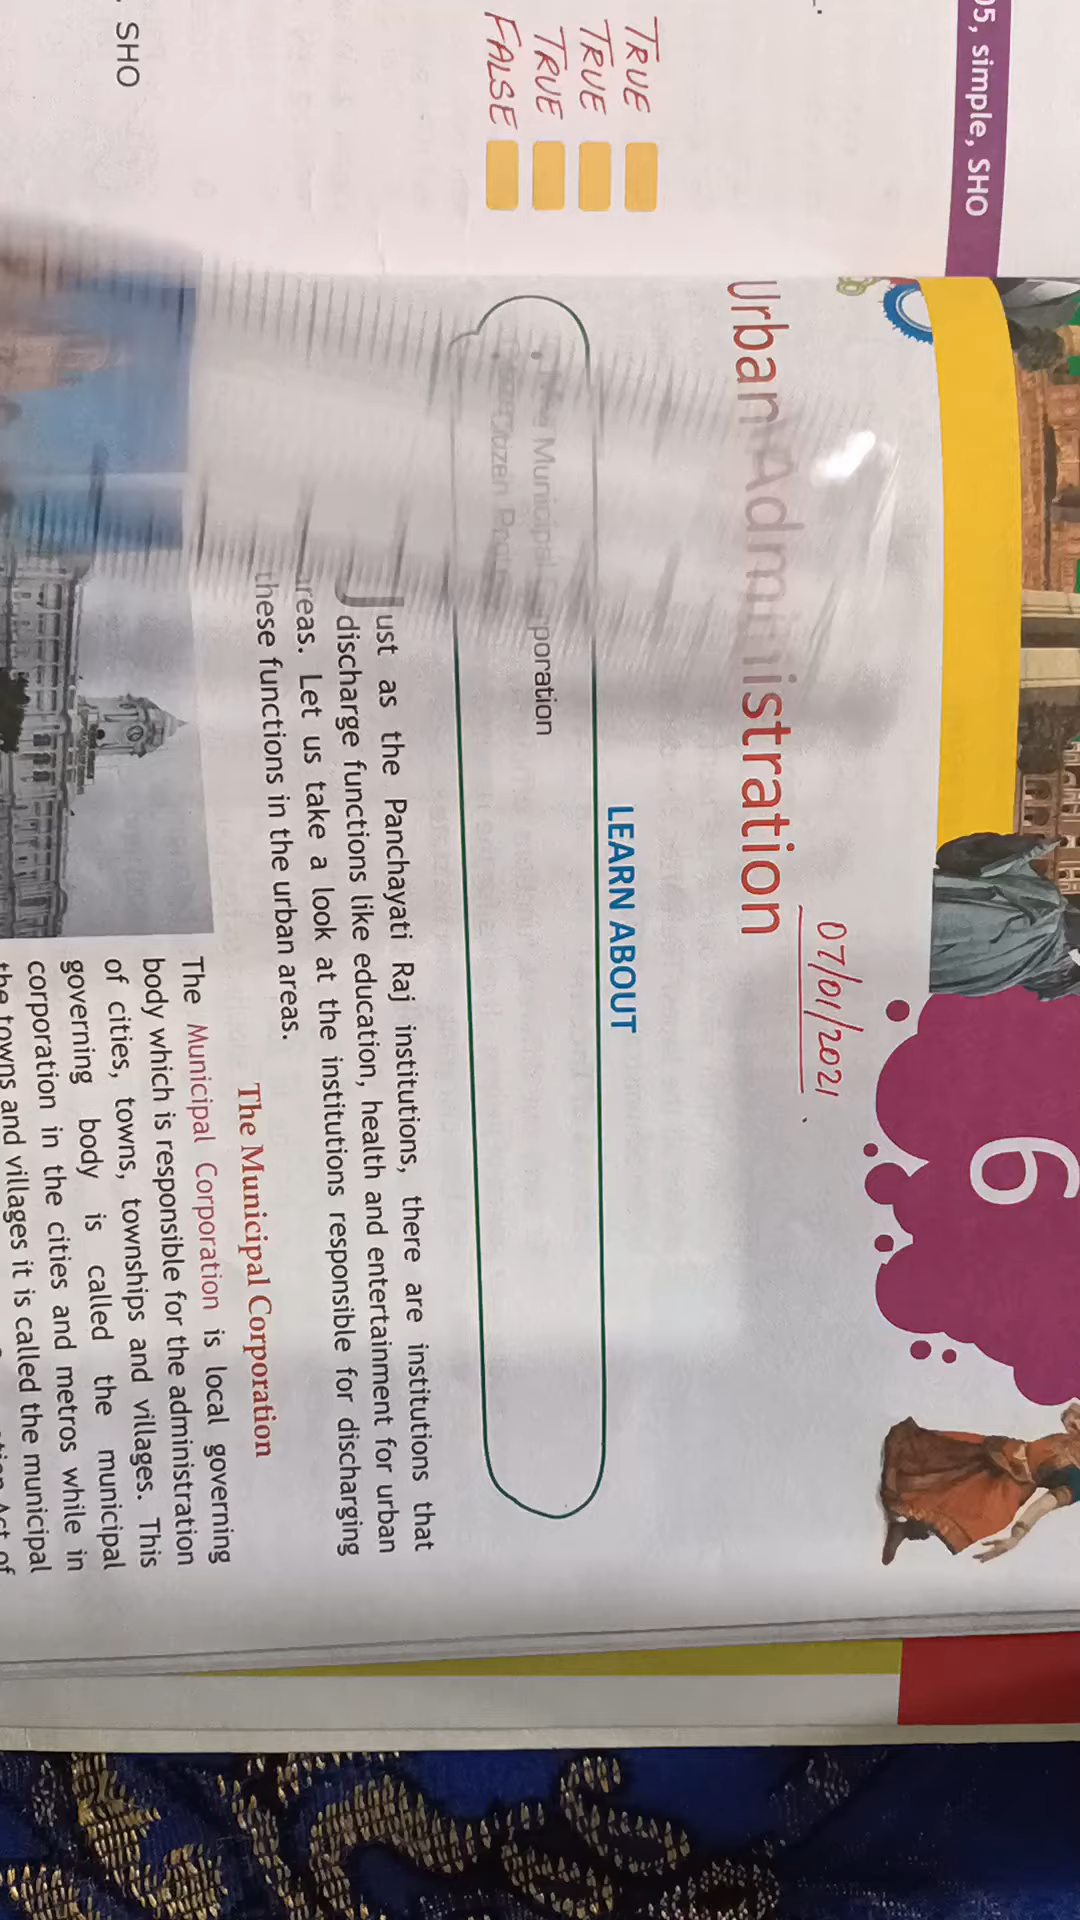 05, simple, SHO
TRUE
TRUE
TRUE
FALSE
SHO
6
07/01/2021
Urban Administration
LEARN ABOUT
• Municipal poration
•
Just as the Panchayati Raj institutions, there are institutions that
discharge functions like education, health and entertainment for urban
areas. Let us take a look at the institutions responsible for discharging
these functions in the urban areas.
The Municipal Corporation
The Municipal Corporation is local governing
body which is responsible for the administration
of cities, towns, townships and villages. This
governing body is called the municipal
corporation in the cities and metros while in
the towns and villages it is called the municipal
Act of